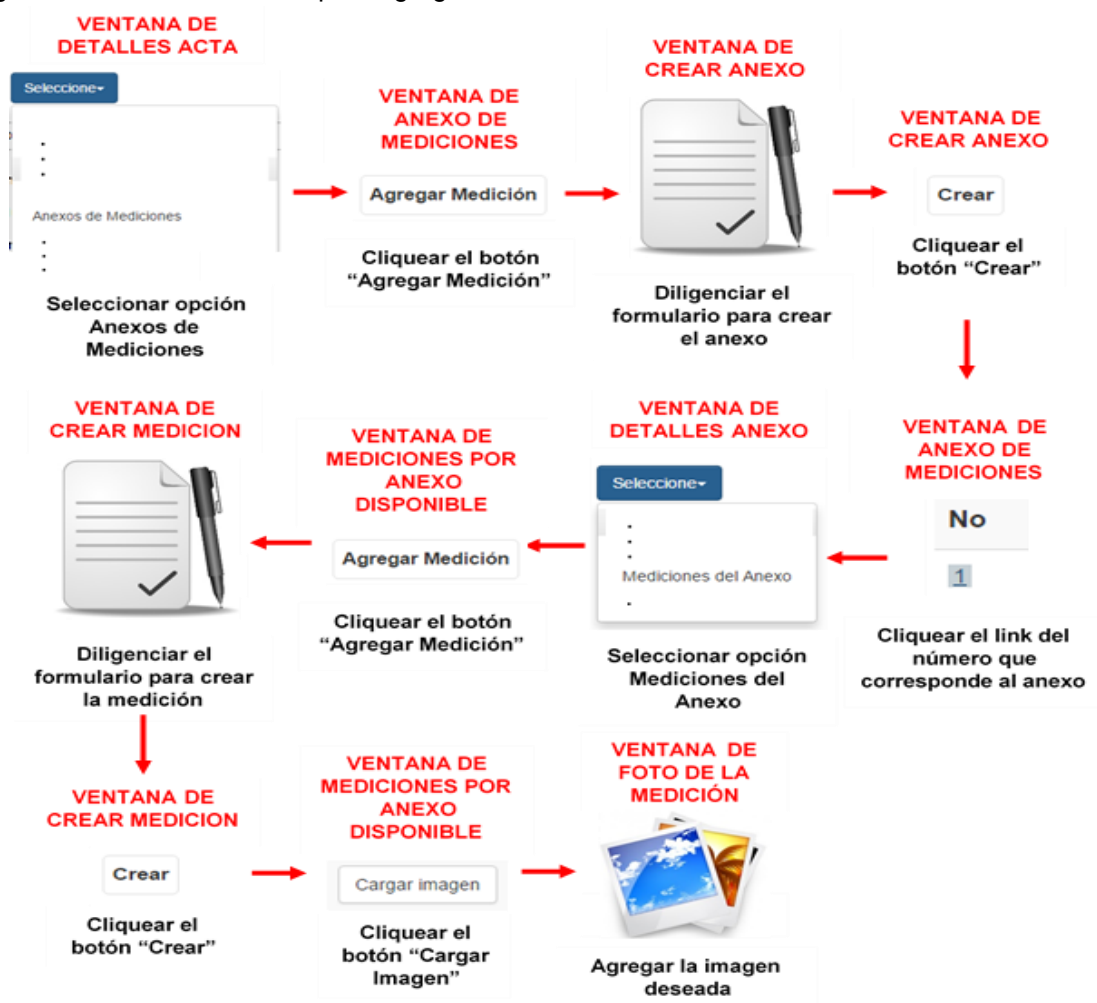 VENTANA DE
DETALLES ACTA
Seleccione
Anexos de Mediciones
Seleccionar opción
Anexos de
Mediciones
VENTANA DE
ANEXO DE
MEDICIONES
Agregar Medición
Cliquear el botón
“Agregar Medición”
VENTANA DE
CREAR ANEXO
Diligenciar el
formulario para crear
el anexo
VENTANA DE
CREAR ANEXO
Crear
Cliquear el
botón “Crear”
VENTANA DE
ANEXO DE
MEDICIONES
No
1
Cliquear el link del
número que
corresponde al anexo
VENTANA DE
DETALLES ANEXO
Seleccione
Mediciones del Anexo
Seleccionar opción
Mediciones del
Anexo
VENTANA DE
MEDICIONES POR
ANEXO
DISPONIBLE
Agregar Medición
Cliquear el botón
“Agregar Medición”
VENTANA DE
CREAR MEDICION
Diligenciar el
formulario para crear
la medición
VENTANA DE
CREAR MEDICION
Crear
Cliquear el
botón “Crear”
VENTANA DE
MEDICIONES POR
ANEXO
DISPONIBLE
Cargar imagen
Cliquear el
botón “Cargar
Imagen”
VENTANA DE
FOTO DE LA
MEDICIÓN
Agregar la imagen
deseada